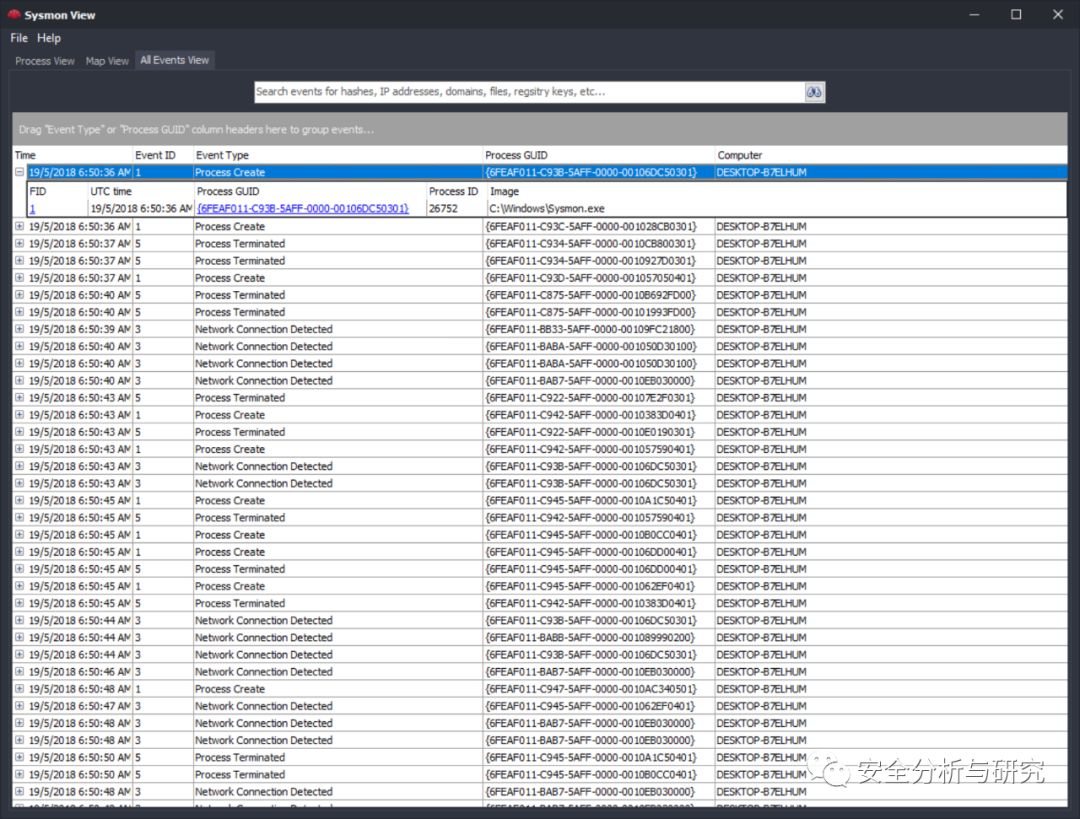 Sysmon View
File Help
Process View Map View All Events View
Search events for hashes, IP addresses, domains, files, regsitry keys, etc...
Drag "Event Type" or "Process GUID" column headers here to group events...
Time Event ID Event Type Process GUID Computer
19/5/2018 6:50:36 AM 1 Process Create {6FEAF011-C93B-5AFF-0000-00106DC50301} DESKTOP-B7ELHUM
FID UTC time Process GUID Process ID Image
1 19/5/2018 6:50:36 AM {6FEAF011-C93B-5AFF-0000-00106DC50301} 26752 C:\Windows\Sysmon.exe
19/5/2018 6:50:36 AM 1 Process Create {6FEAF011-C93C-5AFF-0000-001028CB0301} DESKTOP-B7ELHUM
19/5/2018 6:50:37 AM 5 Process Terminated {6FEAF011-C934-5AFF-0000-0010CB800301} DESKTOP-B7ELHUM
19/5/2018 6:50:37 AM 5 Process Terminated {6FEAF011-C934-5AFF-0000-0010927D0301} DESKTOP-B7ELHUM
19/5/2018 6:50:37 AM 1 Process Create {6FEAF011-C93D-5AFF-0000-001057050401} DESKTOP-B7ELHUM
19/5/2018 6:50:40 AM 5 Process Terminated {6FEAF011-C875-5AFF-0000-0010B692FD00} DESKTOP-B7ELHUM
19/5/2018 6:50:40 AM 5 Process Terminated {6FEAF011-C875-5AFF-0000-00101993FD00} DESKTOP-B7ELHUM
19/5/2018 6:50:39 AM 3 Network Connection Detected {6FEAF011-BB33-5AFF-0000-00109FC21800} DESKTOP-B7ELHUM
19/5/2018 6:50:40 AM 3 Network Connection Detected {6FEAF011-BABA-5AFF-0000-001050D30100} DESKTOP-B7ELHUM
19/5/2018 6:50:40 AM 3 Network Connection Detected {6FEAF011-BABA-5AFF-0000-001050D30100} DESKTOP-B7ELHUM
19/5/2018 6:50:40 AM 3 Network Connection Detected {6FEAF011-BAB7-5AFF-0000-0010EB030000} DESKTOP-B7ELHUM
19/5/2018 6:50:43 AM 5 Process Terminated {6FEAF011-C922-5AFF-0000-00107E2F0301} DESKTOP-B7ELHUM
19/5/2018 6:50:43 AM 1 Process Create {6FEAF011-C942-5AFF-0000-0010383D0401} DESKTOP-B7ELHUM
19/5/2018 6:50:43 AM 5 Process Terminated {6FEAF011-C922-5AFF-0000-0010E0190301} DESKTOP-B7ELHUM
19/5/2018 6:50:43 AM 1 Process Create {6FEAF011-C942-5AFF-0000-001057590401} DESKTOP-B7ELHUM
19/5/2018 6:50:43 AM 3 Network Connection Detected {6FEAF011-C93B-5AFF-0000-00106DC50301} DESKTOP-B7ELHUM
19/5/2018 6:50:43 AM 3 Network Connection Detected {6FEAF011-C93B-5AFF-0000-00106DC50301} DESKTOP-B7ELHUM
19/5/2018 6:50:45 AM 1 Process Create {6FEAF011-C945-5AFF-0000-0010A1C50401} DESKTOP-B7ELHUM
19/5/2018 6:50:45 AM 5 Process Terminated {6FEAF011-C942-5AFF-0000-001057590401} DESKTOP-B7ELHUM
19/5/2018 6:50:45 AM 1 Process Create {6FEAF011-C945-5AFF-0000-0010B0CC0401} DESKTOP-B7ELHUM
19/5/2018 6:50:45 AM 1 Process Create {6FEAF011-C945-5AFF-0000-00106DD00401} DESKTOP-B7ELHUM
19/5/2018 6:50:45 AM 5 Process Terminated {6FEAF011-C945-5AFF-0000-00106DD00401} DESKTOP-B7ELHUM
19/5/2018 6:50:45 AM 1 Process Create {6FEAF011-C945-5AFF-0000-001062EF0401} DESKTOP-B7ELHUM
19/5/2018 6:50:45 AM 5 Process Terminated {6FEAF011-C942-5AFF-0000-0010383D0401} DESKTOP-B7ELHUM
19/5/2018 6:50:44 AM 3 Network Connection Detected {6FEAF011-C93B-5AFF-0000-00106DC50301} DESKTOP-B7ELHUM
19/5/2018 6:50:44 AM 3 Network Connection Detected {6FEAF011-BABB-5AFF-0000-001089990200} DESKTOP-B7ELHUM
19/5/2018 6:50:44 AM 3 Network Connection Detected {6FEAF011-C93B-5AFF-0000-00106DC50301} DESKTOP-B7ELHUM
19/5/2018 6:50:46 AM 3 Network Connection Detected {6FEAF011-BAB7-5AFF-0000-0010EB030000} DESKTOP-B7ELHUM
19/5/2018 6:50:48 AM 1 Process Create {6FEAF011-C947-5AFF-0000-0010AC340501} DESKTOP-B7ELHUM
19/5/2018 6:50:47 AM 3 Network Connection Detected {6FEAF011-C945-5AFF-0000-001062EF0401} DESKTOP-B7ELHUM
19/5/2018 6:50:48 AM 3 Network Connection Detected {6FEAF011-BAB7-5AFF-0000-0010EB030000} DESKTOP-B7ELHUM
19/5/2018 6:50:48 AM 3 Network Connection Detected {6FEAF011-BAB7-5AFF-0000-0010EB030000} DESKTOP-B7ELHUM
19/5/2018 6:50:50 AM 5 Process Terminated {6FEAF011-C945-5AFF-0000-0010A1C50401} DESKTOP-B7ELHUM
19/5/2018 6:50:50 AM 5 Process Terminated {6FEAF011-C945-5AFF-0000-0010B0CC0401} DESKTOP-B7ELHUM
安全分析与研究
19/5/2018 6:50:48 AM 3 Network Connection Detected {6FEAF011-BAB7-5AFF-0000-0010EB030000} DESKTOP-B7ELHUM